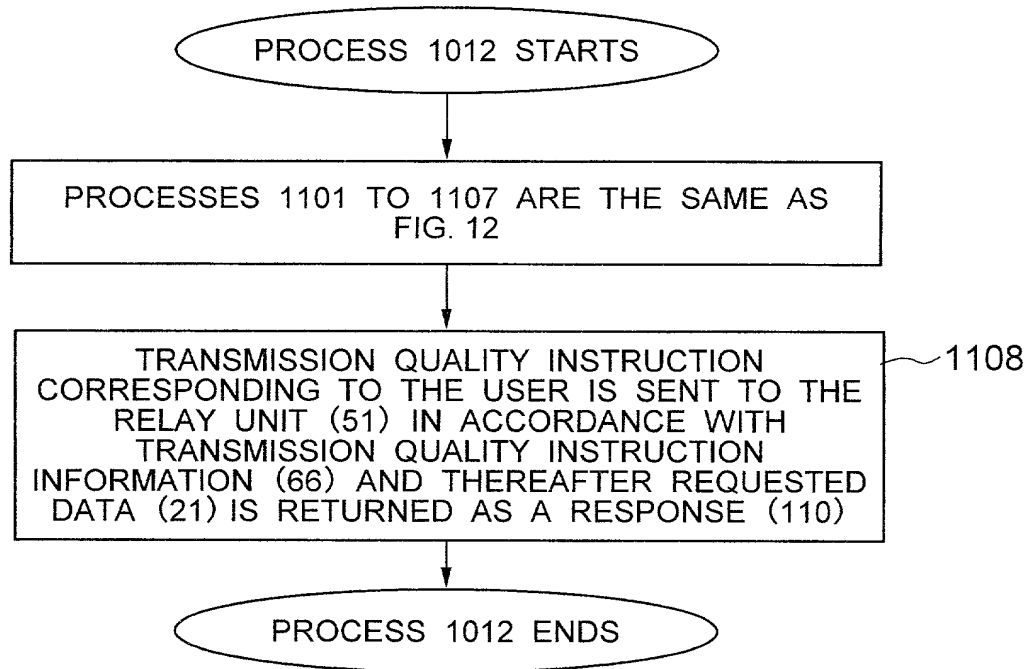 PROCESS 1012 STARTS
PROCESSES 1101 TO 1107 ARE THE SAME AS
FIG. 12
TRANSMISSION QUALITY INSTRUCTION
CORRESPONDING TO THE USER IS SENT TO THE
RELAY UNIT (51) IN ACCORDANCE WITH
TRANSMISSION QUALITY INSTRUCTION
INFORMATION (66) AND THEREAFTER REQUESTED
DATA (21) IS RETURNED AS A RESPONSE (110)
1108
PROCESS 1012 ENDS